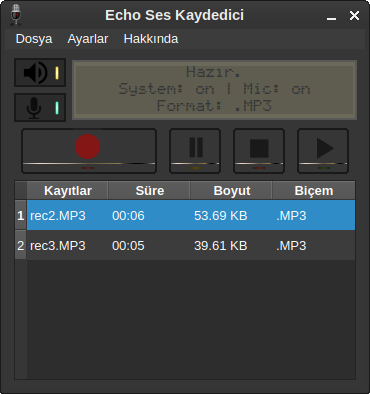 Echo Ses Kaydedici
Dosya Ayarlar Hakkında
Hazır.
System: on | Mic: on
Format: .MP3
Kayıtlar Süre Boyut Biçem
1 rec2.MP3 00:06 53.69 KB .MP3
2 rec3.MP3 00:05 39.61 KB .MP3